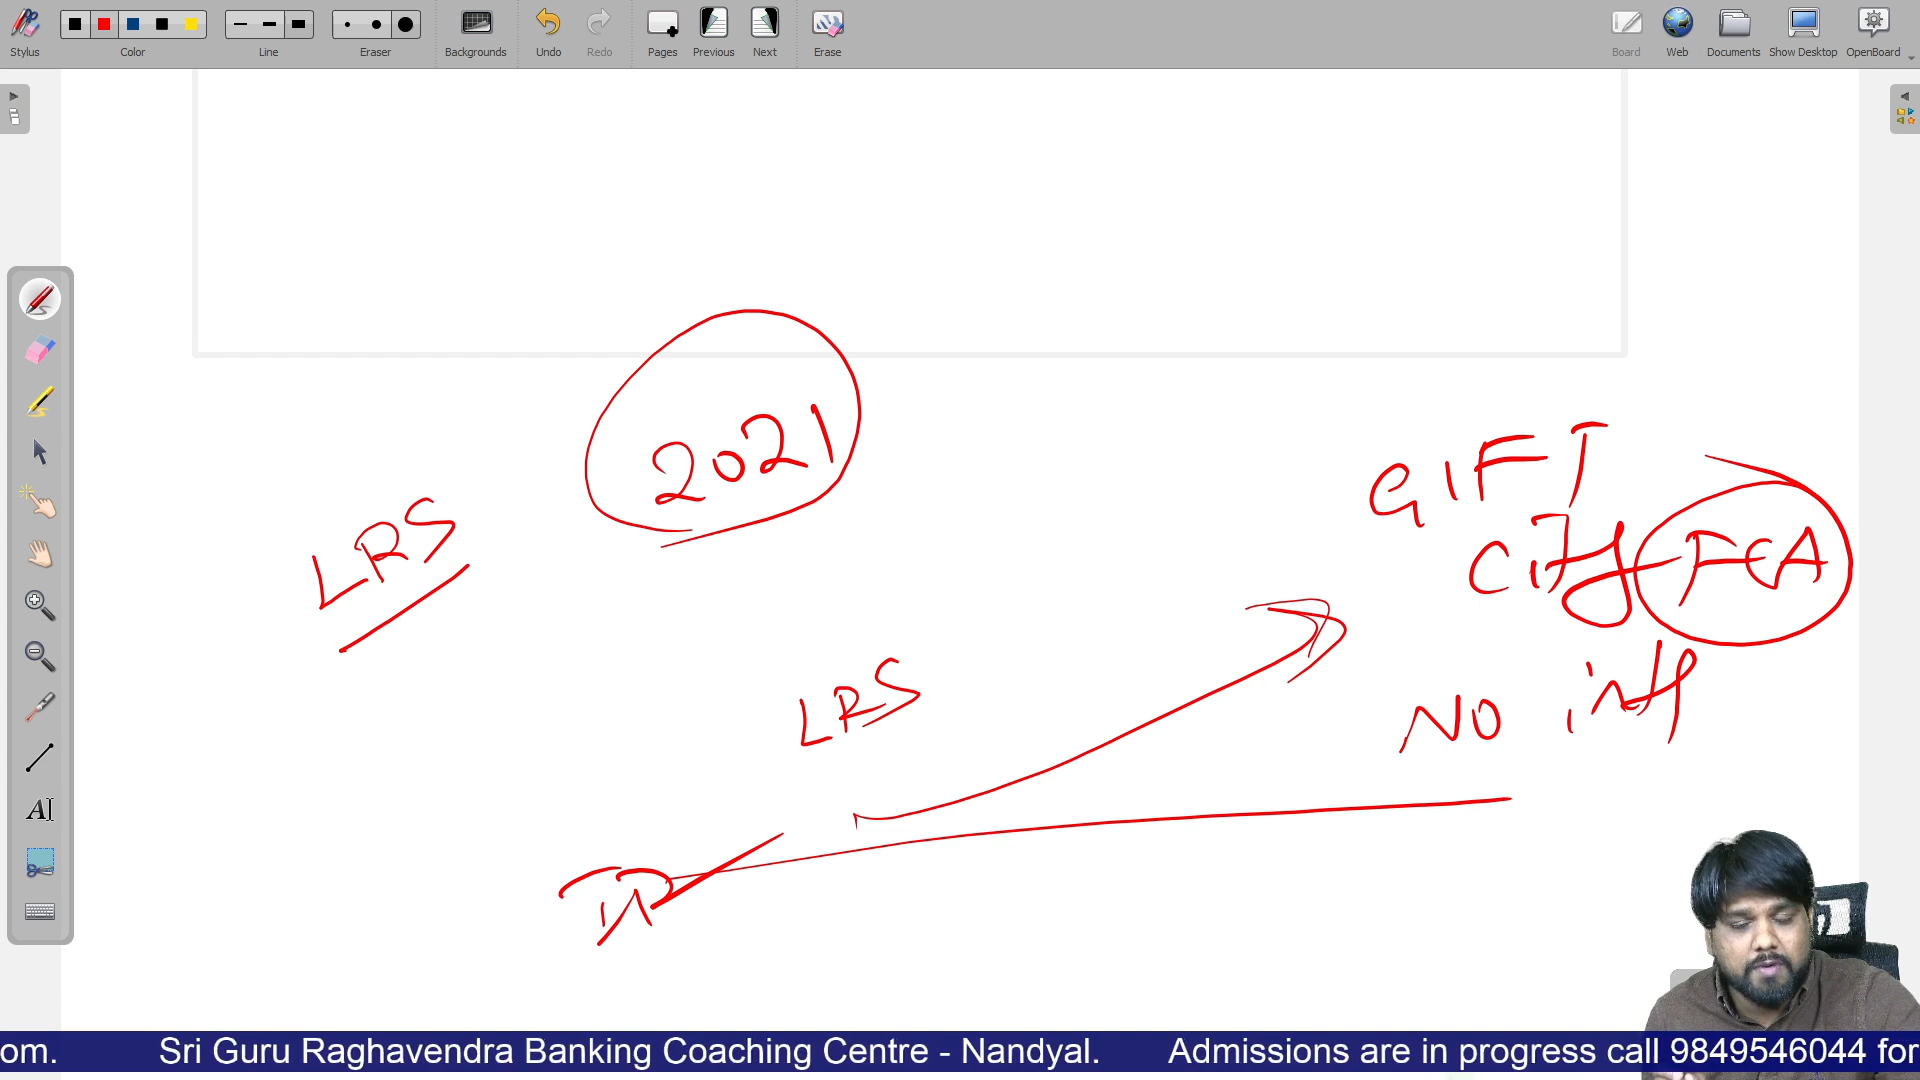 Stylus
Color
Line
Eraser
Backgrounds
Undo
Redo
Pages
Previous
Next
Erase
Board
Web
Documents
Show Desktop
OpenBoard
2021
LRS
GIFT
City
FCA
LRS
NO int
om. Sri Guru Raghavendra Banking Coaching Centre - Nandyal. Admissions are in progress call 9849546044 for